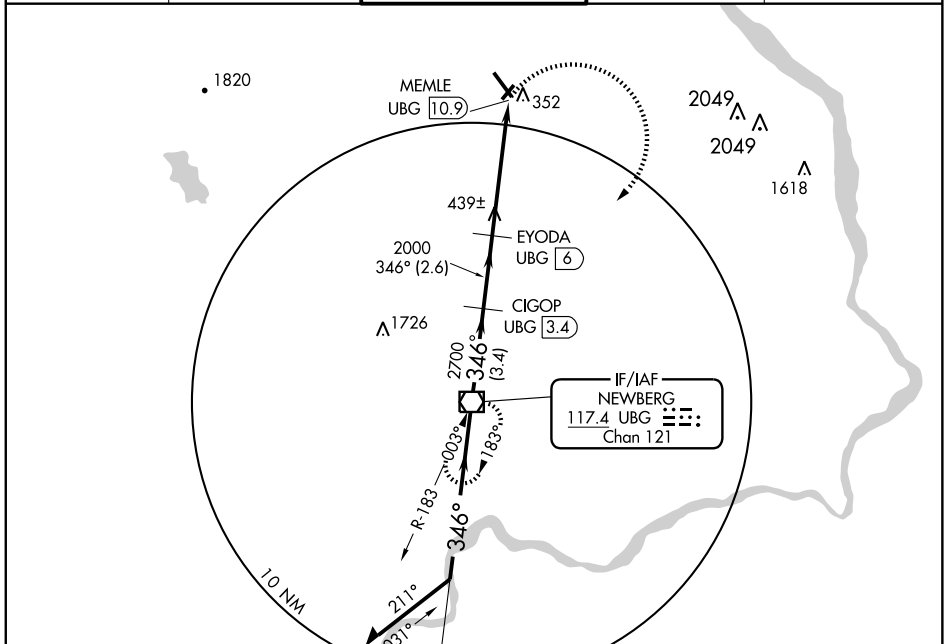 1820
MEMLE
UBG 10.9
352
2049
2049
1618
439±
EYODA
UBG 6
2000
346° (2.6)
CIGOP
UBG 3.4
1726
2700
346°
(3.4)
IF/IAF
NEWBERG
117.4 UBG
Chan 121
003°
183°
R-183
346°
10 NM
211°
031°